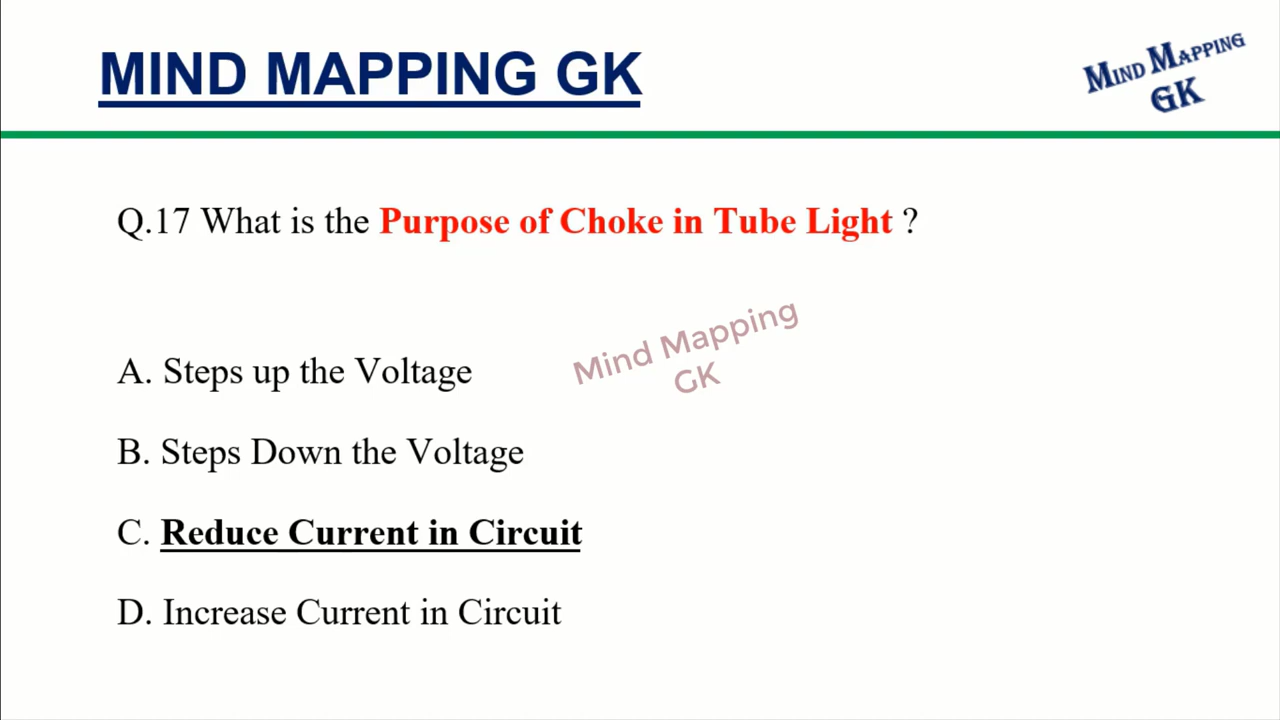 MIND MAPPING GK
MIND MAPPING
GK
Q.17 What is the Purpose of Choke in Tube Light ?
Mind Mapping
GK
A. Steps up the Voltage
B. Steps Down the Voltage
C. Reduce Current in Circuit
D. Increase Current in Circuit